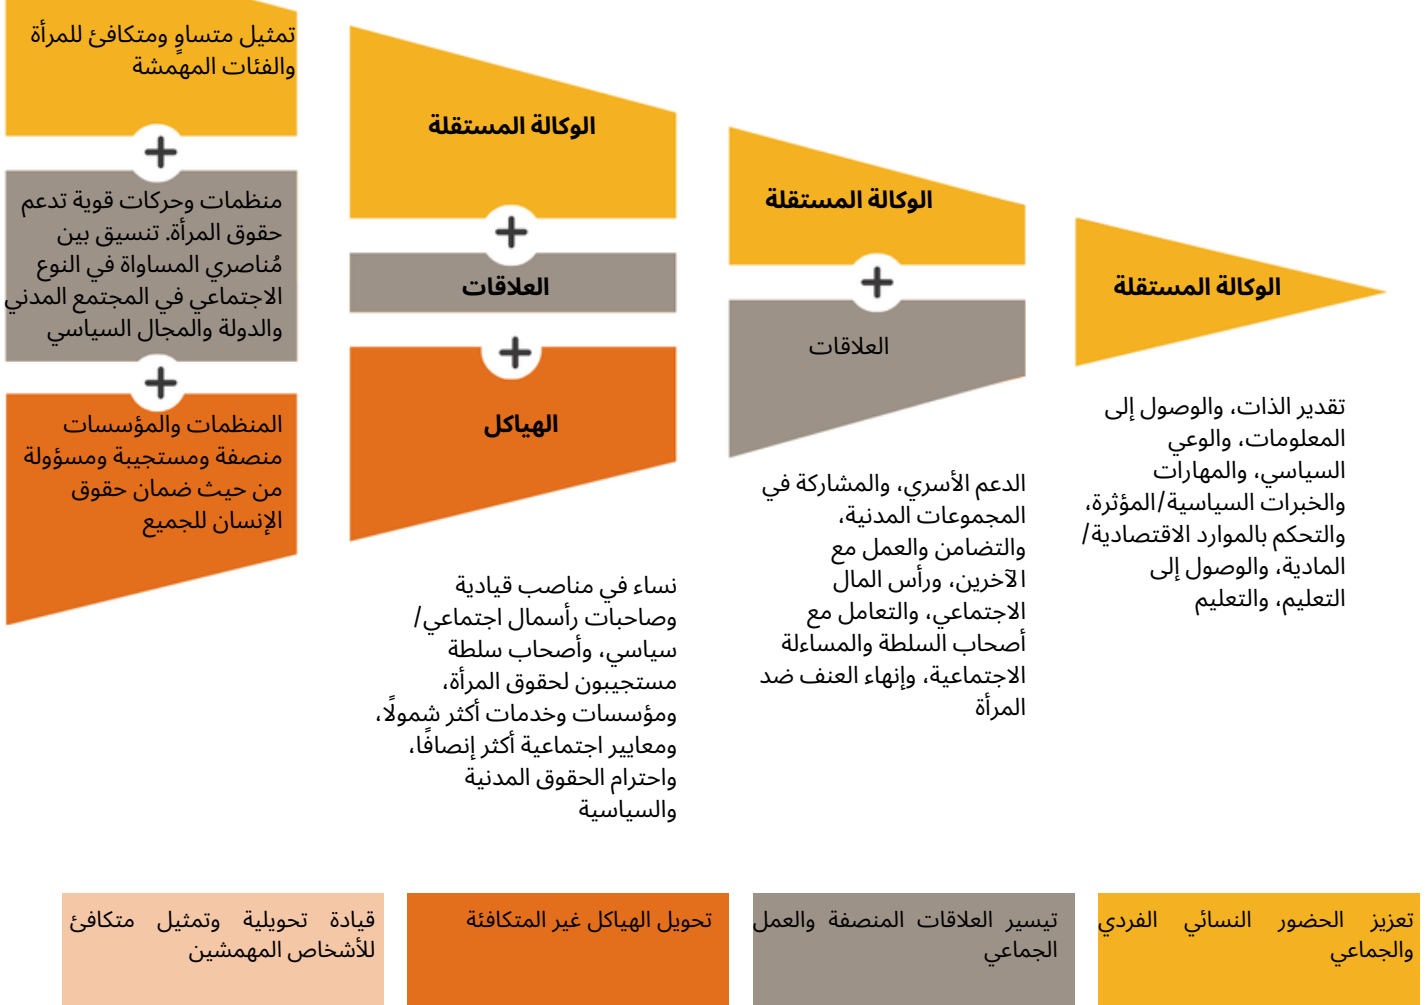 الوكالة المستقلة
تقدير الذات، والوصول إلى
المعلومات، والوعي
السياسي، والمهارات
والخبرات السياسية/المؤثرة،
والتحكم بالموارد الاقتصادية/
المادية، والوصول إلى
التعليم، والتعليم
الوكالة المستقلة
+
العلاقات
الدعم الأسري، والمشاركة في
المجموعات المدنية،
والتضامن والعمل مع
الآخرين، ورأس المال
الاجتماعي، والتعامل مع
أصحاب السلطة والمساءلة
الاجتماعية، وإنهاء العنف ضد
المرأة
الوكالة المستقلة
+
العلاقات
+
الهياكل
نساء في مناصب قيادية
وصاحبات رأسمال اجتماعي/
سياسي، وأصحاب سلطة
مستجيبون لحقوق المرأة،
ومؤسسات وخدمات أكثر شمولًا،
ومعايير اجتماعية أكثر إنصافًا،
واحترام الحقوق المدنية
والسياسية
تمثيل متساوٍ ومتكافئ للمرأة
والفئات المهمشة
+
منظمات وحركات قوية تدعم
حقوق المرأة. تنسيق بين
مُناصري المساواة في النوع
الاجتماعي في المجتمع المدني
والدولة والمجال السياسي
+
المنظمات والمؤسسات
منصفة ومستجيبة ومسؤولة
من حيث ضمان حقوق
الإنسان للجميع
تعزيز الحضور النسائي الفردي
والجماعي
تيسير العلاقات المنصفة والعمل
الجماعي
تحويل الهياكل غير المتكافئة
قيادة تحويلية وتمثيل متكافئ
للأشخاص المهمشين